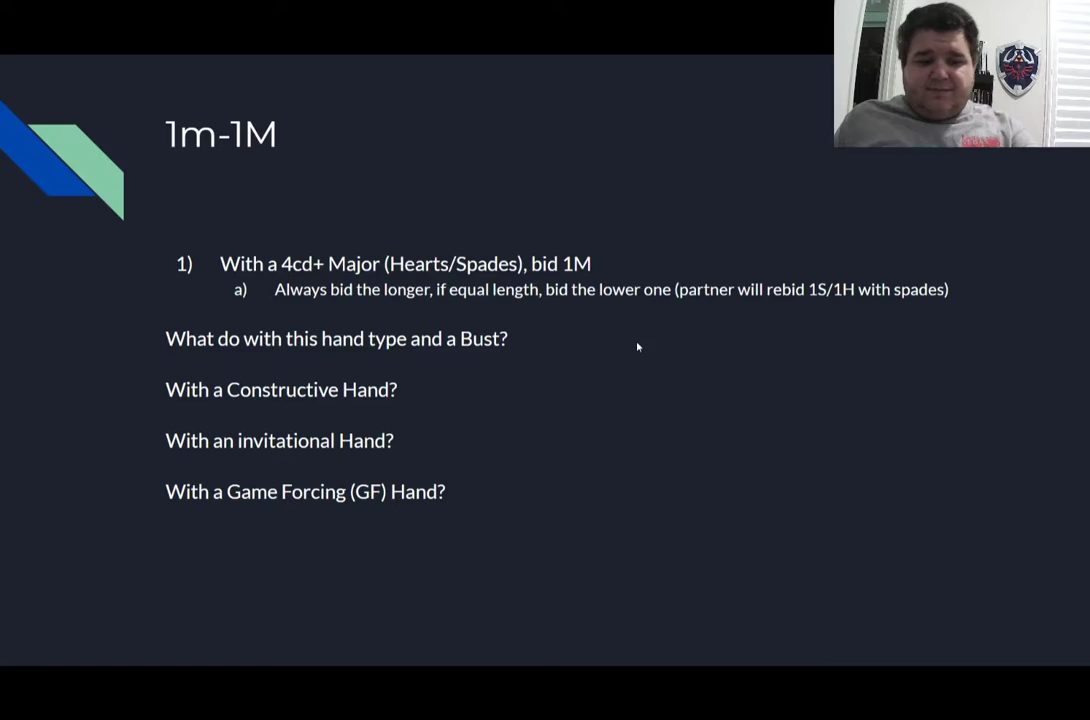 1m-1M
1) With a 4cd+ Major (Hearts/Spades), bid 1M
a) Always bid the longer, if equal length, bid the lower one (partner will rebid 1S/1H with spades)
What do with this hand type and a Bust?
With a Constructive Hand?
With an invitational Hand?
With a Game Forcing (GF) Hand?